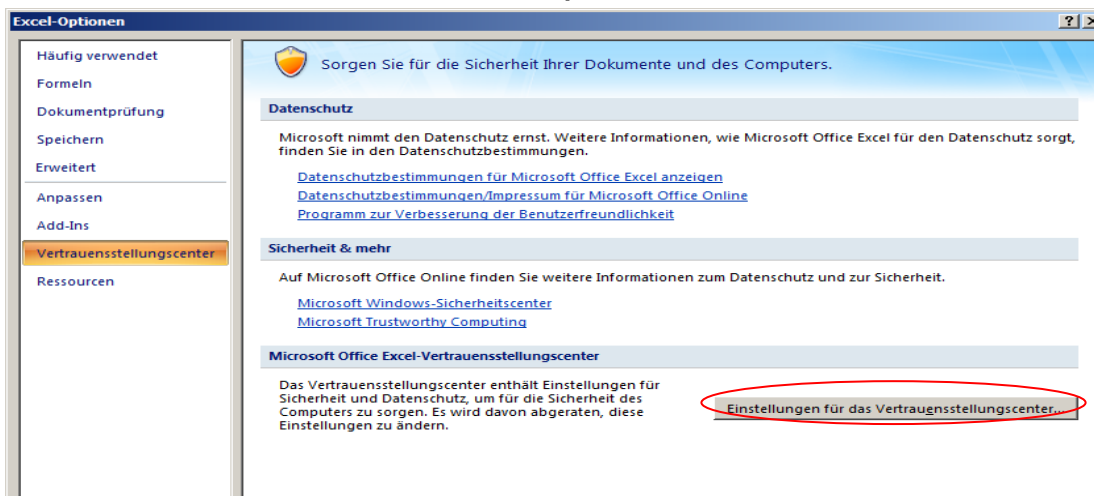 Excel-Optionen
Häufig verwendet
Formeln
Dokumentprüfung
Speichern
Erweitert
Anpassen
Add-Ins
Vertrauensstellungscenter
Ressourcen
Sorgen Sie für die Sicherheit Ihrer Dokumente und des Computers.
Datenschutz
Microsoft nimmt den Datenschutz ernst. Weitere Informationen, wie Microsoft Office Excel für den Datenschutz sorgt,
finden Sie in den Datenschutzbestimmungen.
Datenschutzbestimmungen für Microsoft Office Excel anzeigen
Datenschutzbestimmungen/Impressum für Microsoft Office Online
Programm zur Verbesserung der Benutzerfreundlichkeit
Sicherheit & mehr
Auf Microsoft Office Online finden Sie weitere Informationen zum Datenschutz und zur Sicherheit.
Microsoft Windows-Sicherheitscenter
Microsoft Trustworthy Computing
Microsoft Office Excel-Vertrauensstellungscenter
Das Vertrauensstellungscenter enthält Einstellungen für
Sicherheit und Datenschutz, um für die Sicherheit des
Computers zu sorgen. Es wird davon abgeraten, diese
Einstellungen zu ändern.
Einstellungen für das Vertrauensstellungscenter...